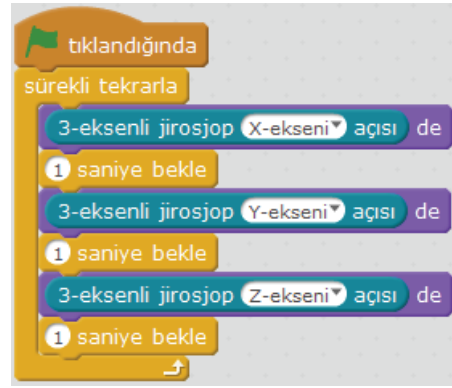 tıklandığında
sürekli tekrarla
3-eksenli jirosjop X-ekseni açısı de
1 saniye bekle
3-eksenli jirosjop Y-ekseni açısı de
1 saniye bekle
3-eksenli jirosjop Z-ekseni açısı de
1 saniye bekle